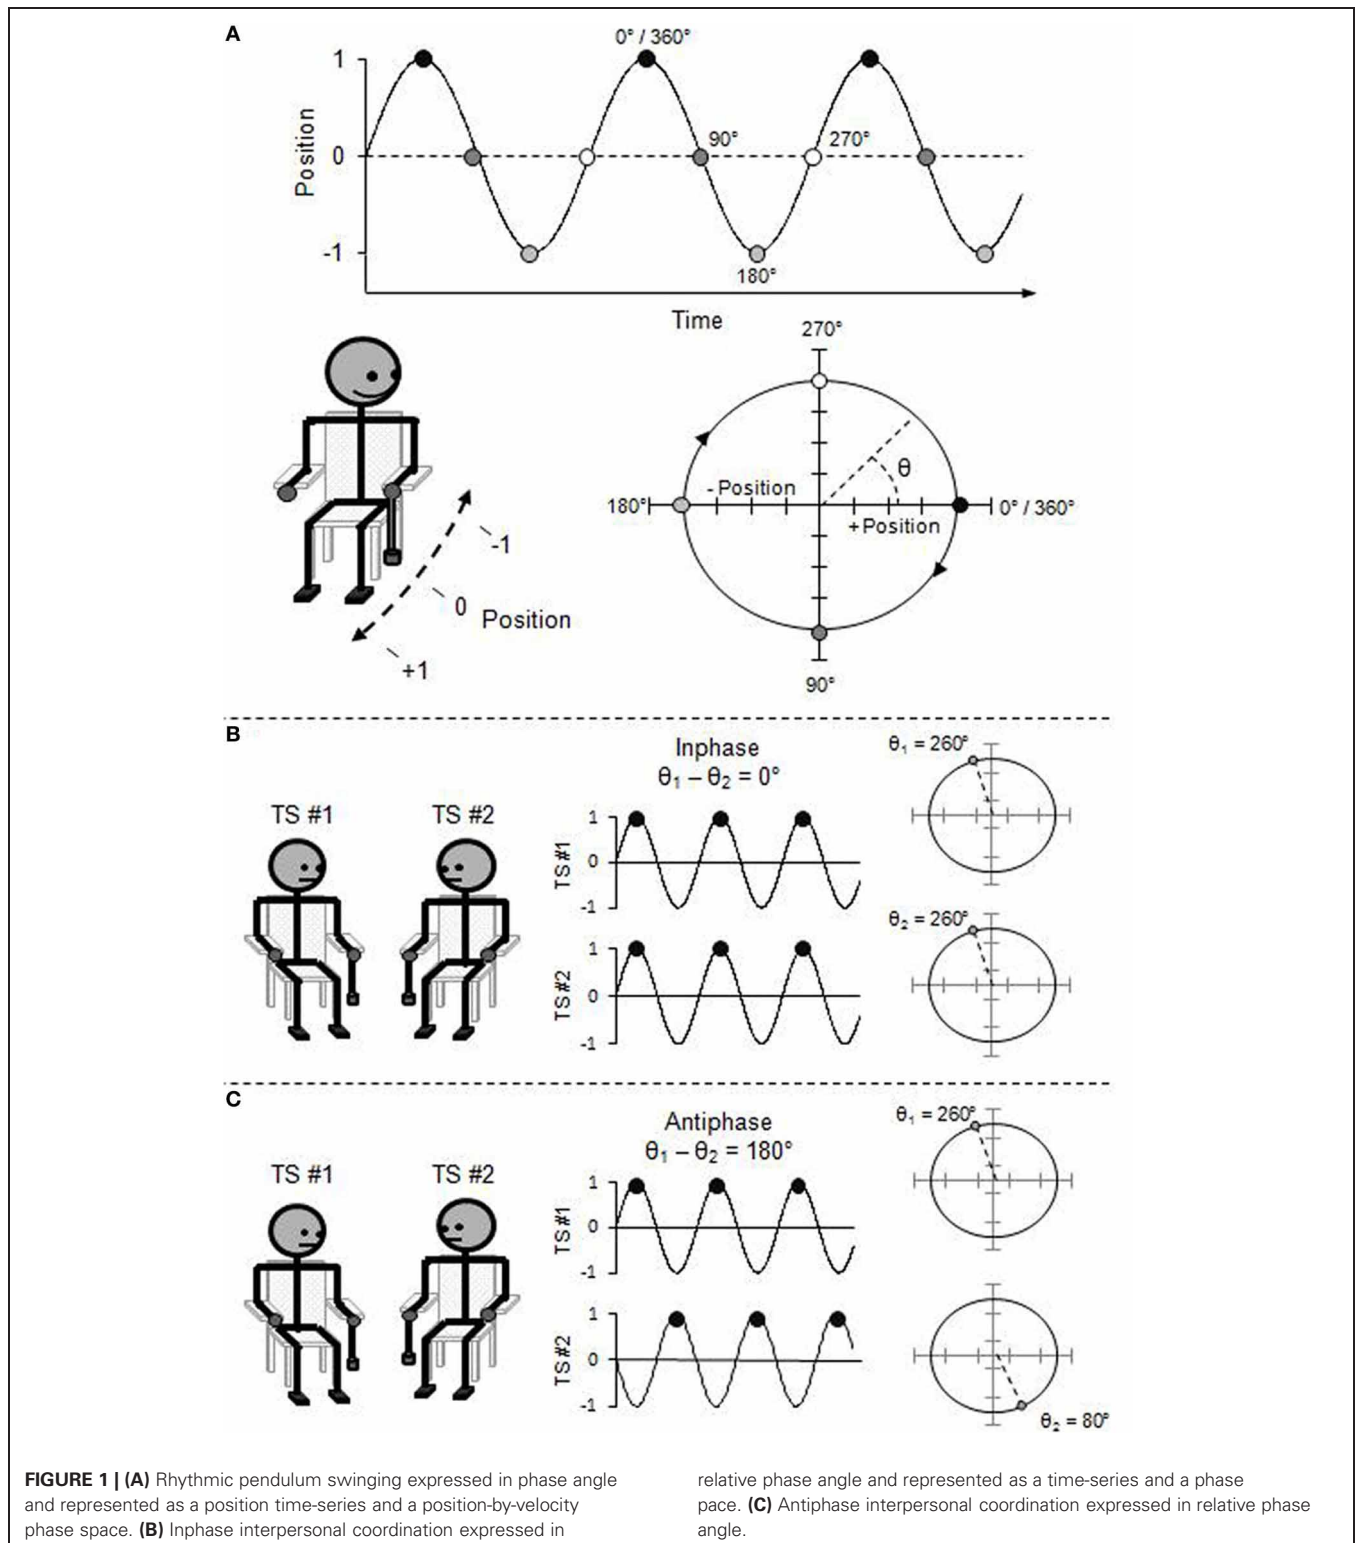 A
0° / 360°
1
90°
270°
Position
0
-1
180°
Time
270°
θ
- Position
180°
0° / 360°
+ Position
-1
0
Position
+1
90°
B
Inphase
θ₁ – θ₂ = 0°
θ₁ = 260°
TS #1
TS #2
1
TS #1
0
-1
θ₂ = 260°
1
TS #2
0
-1
C
Antiphase
θ₁ – θ₂ = 180°
θ₁ = 260°
TS #1
TS #2
1
TS #1
0
-1
1
TS #2
0
-1
θ₂ = 80°
FIGURE 1 | (A) Rhythmic pendulum swinging expressed in phase angle
and represented as a position time-series and a position-by-velocity
phase space. (B) Inphase interpersonal coordination expressed in
relative phase angle and represented as a time-series and a phase
pace. (C) Antiphase interpersonal coordination expressed in relative phase
angle.